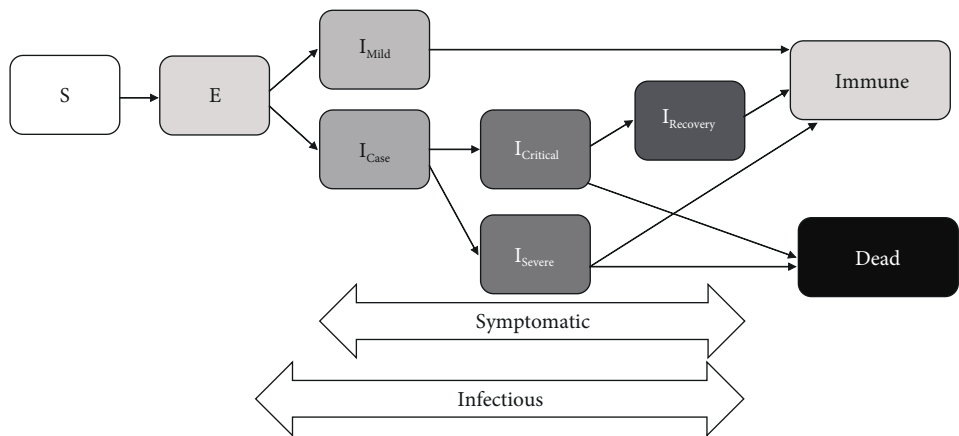 S
E
I_Mild
I_Case
I_Critical
I_Severe
I_Recovery
Immune
Dead
Symptomatic
Infectious